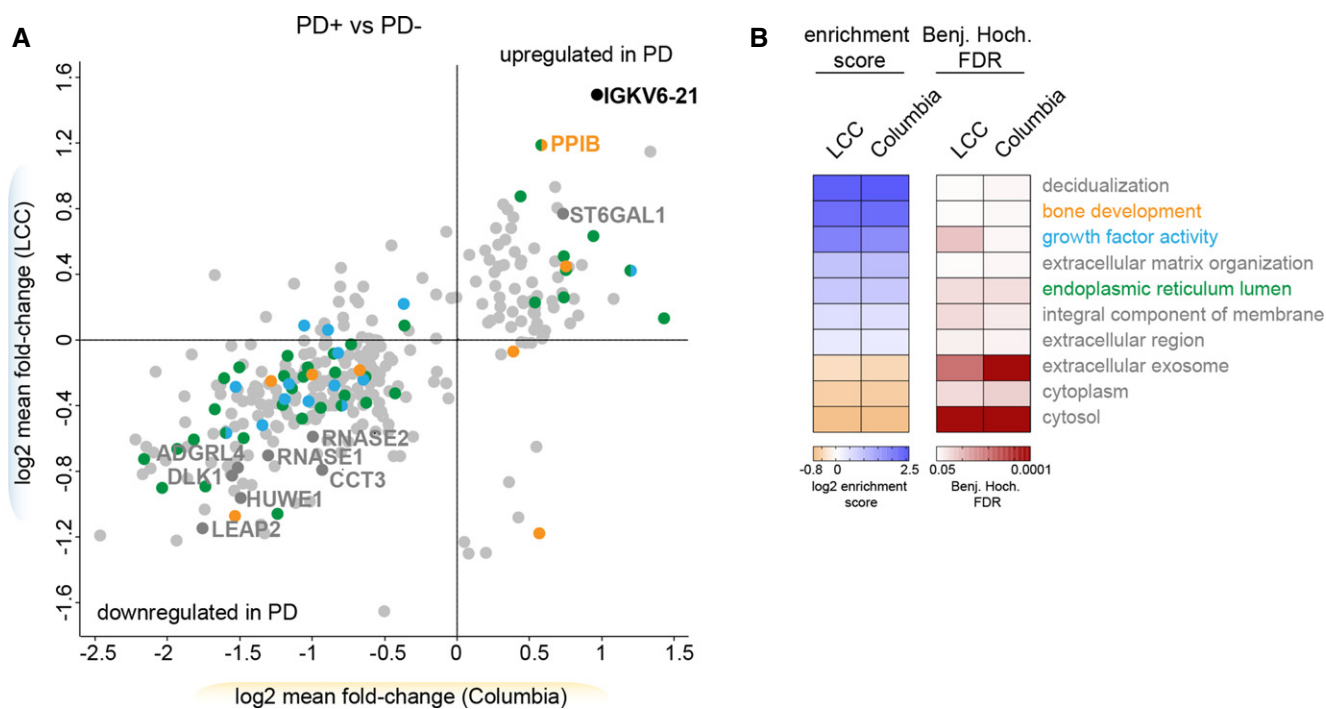 A
PD+ vs PD-
upregulated in PD
IGKV6-21
PPIB
ST6GAL1
RNASE2
ADGRL4
RNASE1
DLK1
CCT3
HUWE1
LEAP2
downregulated in PD
log2 mean fold-change (LCC)
1.6
1.2
0.8
0.4
0
-0.4
-0.8
-1.2
-1.6
-2.5 -2 -1.5 -1 -0.5 0 0.5 1 1.5
log2 mean fold-change (Columbia)
B
enrichment
score
Benj. Hoch.
FDR
LCC
Columbia
LCC
Columbia
decidualization
bone development
growth factor activity
extracellular matrix organization
endoplasmic reticulum lumen
integral component of membrane
extracellular region
extracellular exosome
cytoplasm
cytosol
-0.8 0 2.5
log2 enrichment
score
0.05 0.0001
Benj. Hoch.
FDR